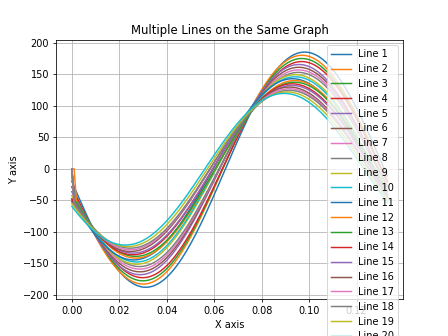 Multiple Lines on the Same Graph
200
150
100
50
0
−50
−100
−150
−200
Y axis
0.00
0.02
0.04
0.06
0.08
0.10
X axis
Line 1
Line 2
Line 3
Line 4
Line 5
Line 6
Line 7
Line 8
Line 9
Line 10
Line 11
Line 12
Line 13
Line 14
Line 15
Line 16
Line 17
Line 18
Line 19
Line 20